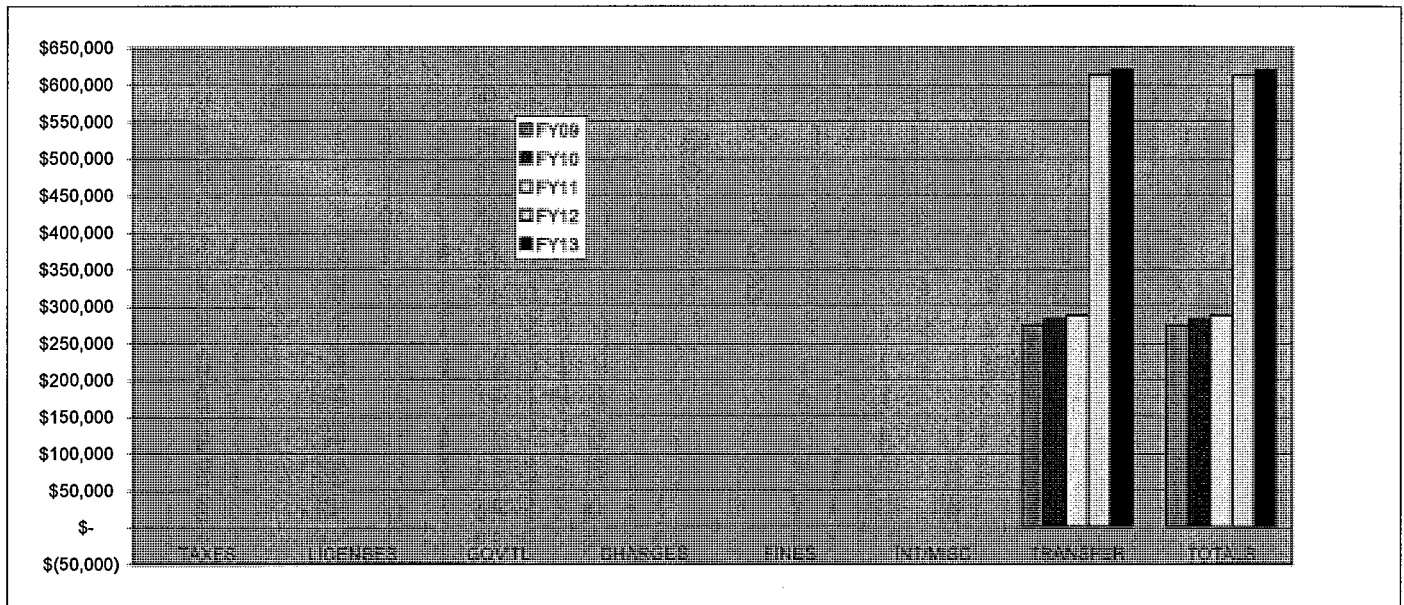 $650,000
$600,000
$550,000
$500,000
$450,000
$400,000
$350,000
$300,000
$250,000
$200,000
$150,000
$100,000
$50,000
$-
$(50,000)
FY09
FY10
FY11
FY12
FY13
TAXES LICENSES GOV'TL CHARGES FINES INT/MISC TRANSFER TOTALS